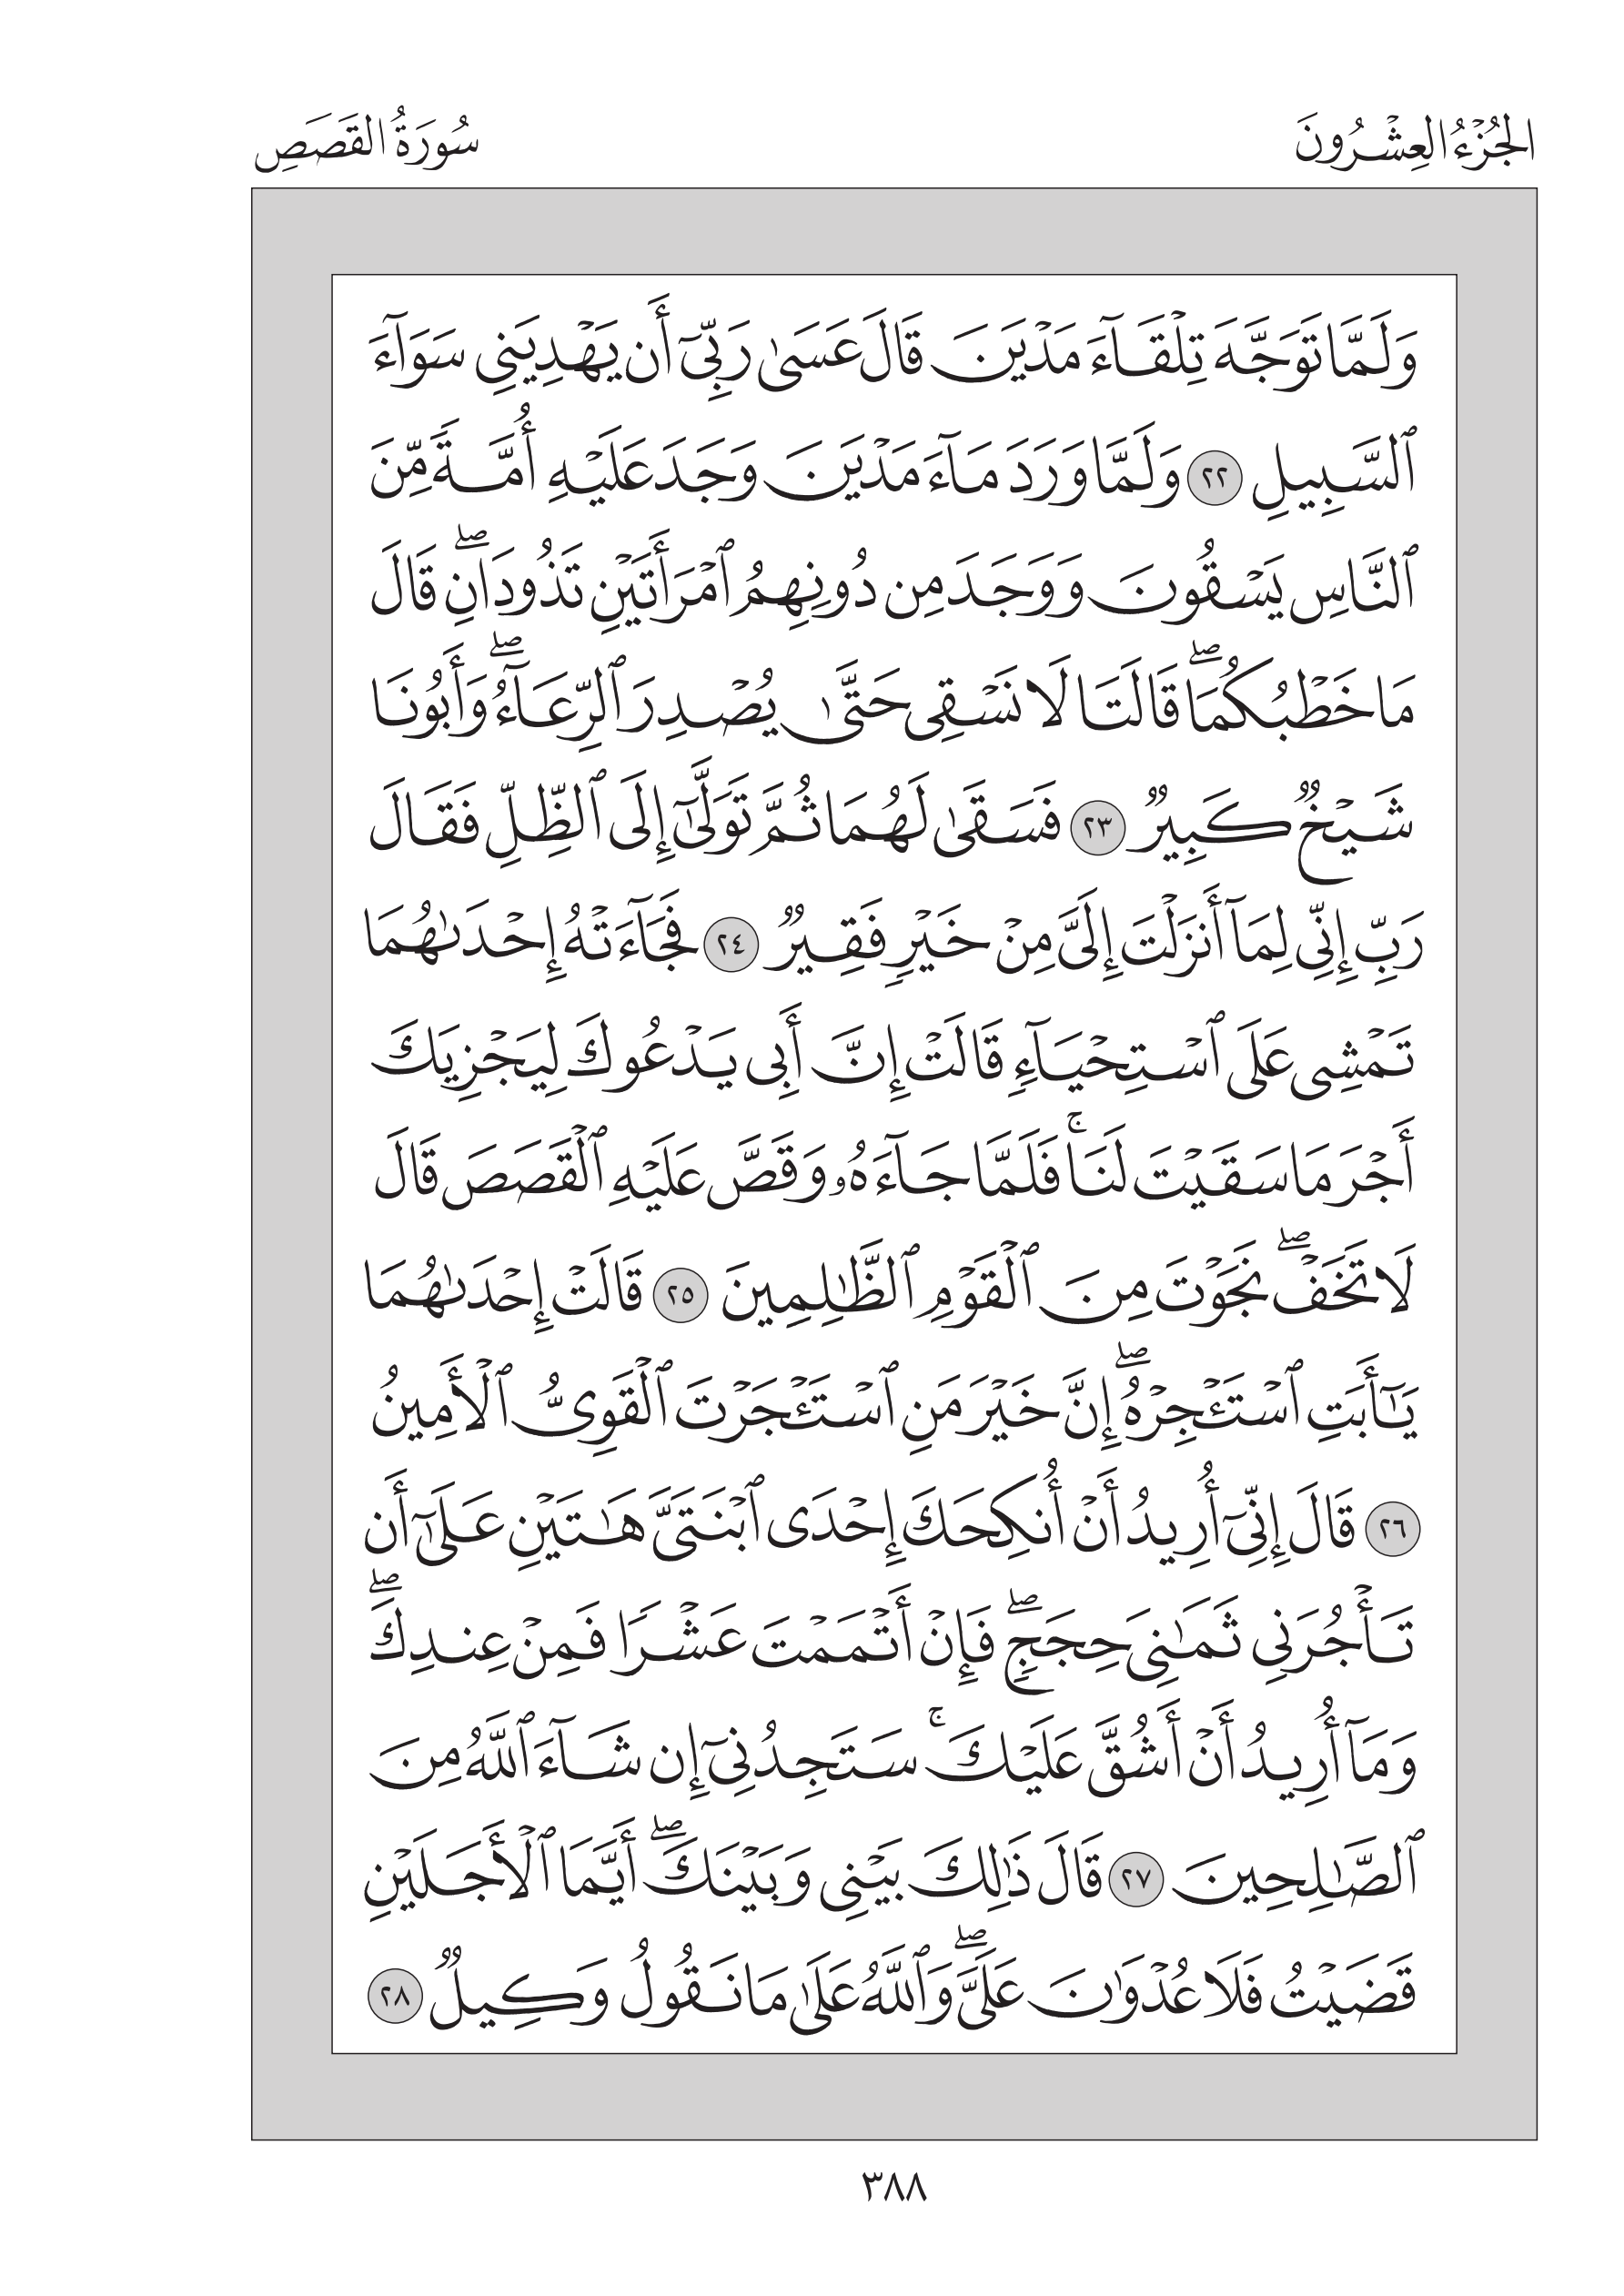 الجُزْءُ العِشْرُونَ
سُورَةُ القَصَصِ
وَلَمَّا تَوَجَّهَ تِلْقَآءَ مَدْيَنَ قَالَ عَسَىٰ رَبِّىٓ أَن يَهْدِيَنِى سَوَآءَ
ٱلسَّبِيلِ ٢٢ وَلَمَّا وَرَدَ مَآءَ مَدْيَنَ وَجَدَ عَلَيْهِ أُمَّةً مِّنَ
ٱلنَّاسِ يَسْقُونَ وَوَجَدَ مِن دُونِهِمُ ٱمْرَأَتَيْنِ تَذُودَانِۖ قَالَ
مَا خَطْبُكُمَاۖ قَالَتَا لَا نَسْقِى حَتَّىٰ يُصْدِرَ ٱلرِّعَآءُۖ وَأَبُونَا
شَيْخٌ كَبِيرٌ ٢٣ فَسَقَىٰ لَهُمَا ثُمَّ تَوَلَّىٰٓ إِلَى ٱلظِّلِّ فَقَالَ
رَبِّ إِنِّى لِمَآ أَنزَلْتَ إِلَىَّ مِنْ خَيْرٍ فَقِيرٌ ٢٤ فَجَآءَتْهُ إِحْدَىٰهُمَا
تَمْشِى عَلَى ٱسْتِحْيَآءٍ قَالَتْ إِنَّ أَبِى يَدْعُوكَ لِيَجْزِيَكَ
أَجْرَ مَا سَقَيْتَ لَنَاۚ فَلَمَّا جَآءَهُۥ وَقَصَّ عَلَيْهِ ٱلْقَصَصَ قَالَ
لَا تَخَفْۖ نَجَوْتَ مِنَ ٱلْقَوْمِ ٱلظَّٰلِمِينَ ٢٥ قَالَتْ إِحْدَىٰهُمَا
يَٰٓأَبَتِ ٱسْتَـْٔجِرْهُۖ إِنَّ خَيْرَ مَنِ ٱسْتَـْٔجَرْتَ ٱلْقَوِىُّ ٱلْأَمِينُ
٢٦ قَالَ إِنِّىٓ أُرِيدُ أَنْ أُنكِحَكَ إِحْدَى ٱبْنَتَىَّ هَٰتَيْنِ عَلَىٰٓ أَن
تَأْجُرَنِى ثَمَٰنِىَ حِجَجٍۖ فَإِنْ أَتْمَمْتَ عَشْرًا فَمِنْ عِندِكَۖ
وَمَآ أُرِيدُ أَنْ أَشُقَّ عَلَيْكَۚ سَتَجِدُنِىٓ إِن شَآءَ ٱللَّهُ مِنَ
ٱلصَّٰلِحِينَ ٢٧ قَالَ ذَٰلِكَ بَيْنِى وَبَيْنَكَۖ أَيَّمَا ٱلْأَجَلَيْنِ
قَضَيْتُ فَلَا عُدْوَٰنَ عَلَىَّۖ وَٱللَّهُ عَلَىٰ مَا نَقُولُ وَكِيلٌ ٢٨
٣٨٨